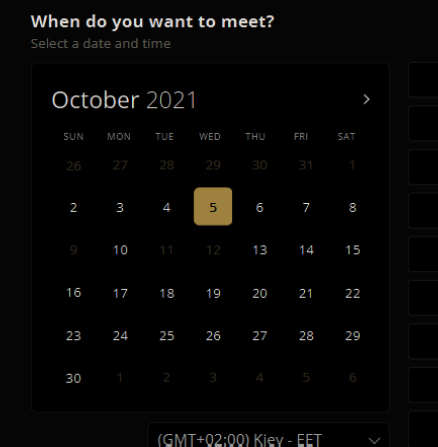 When do you want to meet?
Select a date and time
October 2021
SUN MON TUE WED THU FRI SAT
26 27 28 29 30 31 1
2 3 4 5 6 7 8
9 10 11 12 13 14 15
16 17 18 19 20 21 22
23 24 25 26 27 28 29
30 1 2 3 4 5 6
(GMT+02:00) Kiev - EET